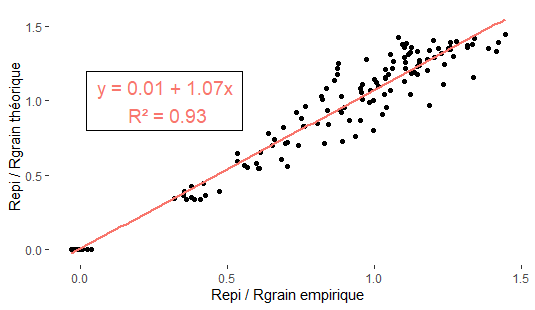 1.5
y = 0.01 + 1.07x
R² = 0.93
1.0
0.5
0.0
Repi / Rgrain théorique
0.0 0.5 1.0 1.5
Repi / Rgrain empirique